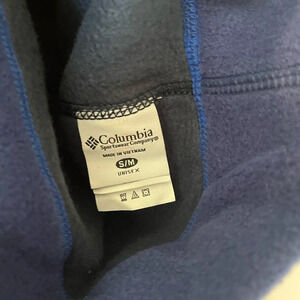 Columbia
Sportswear Company®
MADE IN VIETNAM
S/M
UNISEX